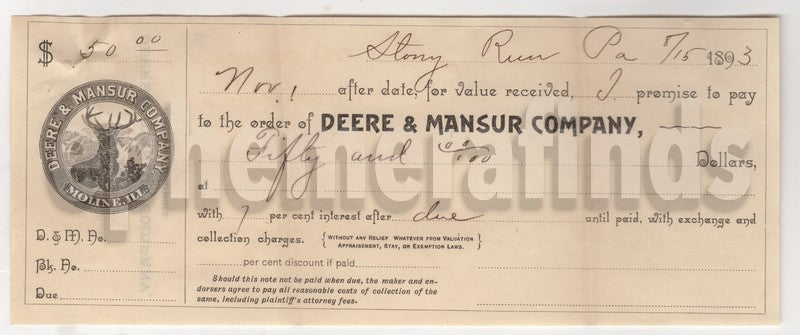 $ 50 00
Stony Run Pa 8/15 1893
Nov. 1 after date, for value received, I promise to pay
to the order of DEERE & MANSUR COMPANY,
Fifty and 00/100 Dollars,
at
with 7 per cent interest after due until paid, with exchange and
collection charges. {WITHOUT ANY RELIEF WHATEVER FROM VALUATION APPRAISEMENT, STAY, OR EXEMPTION LAWS.}
per cent discount if paid
Should this note not be paid when due, the maker and en-
dorsers agree to pay all reasonable costs of collection of the
same, including plaintiff's attorney fees.
DEERE & MANSUR COMPANY
MOLINE, ILL.
D. & M. No.
Bk. No.
Due
ephemerafinds